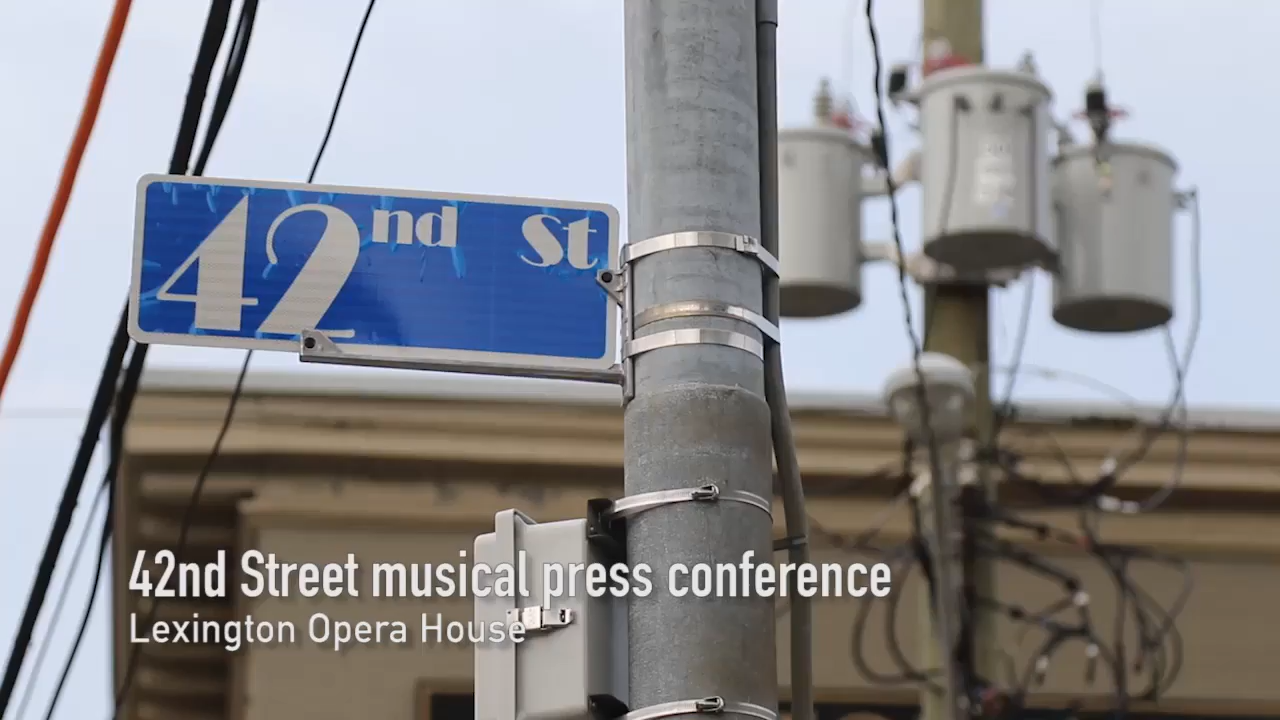 42nd St
42nd Street musical press conference
Lexington Opera House